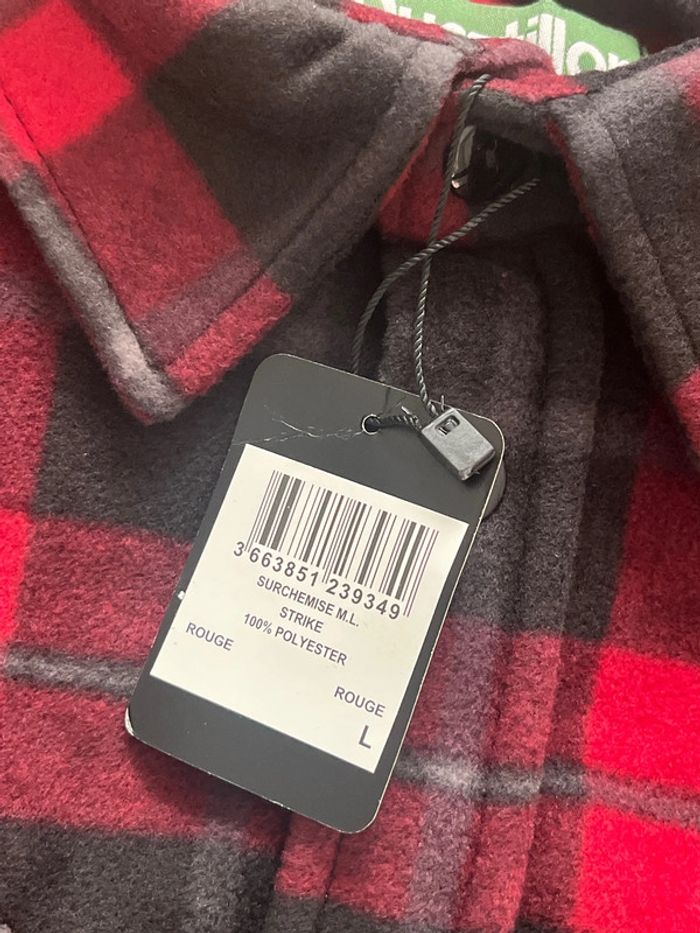 3 663851 239349
SURCHEMISE M.L.
STRIKE
100% POLYESTER
ROUGE
ROUGE
L